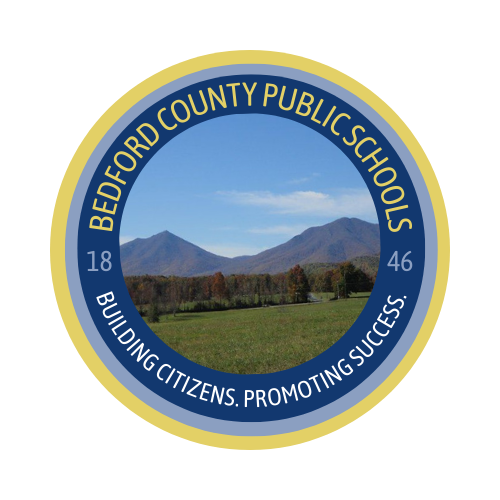 BEDFORD COUNTY PUBLIC SCHOOLS
18 46
BUILDING CITIZENS. PROMOTING SUCCESS.